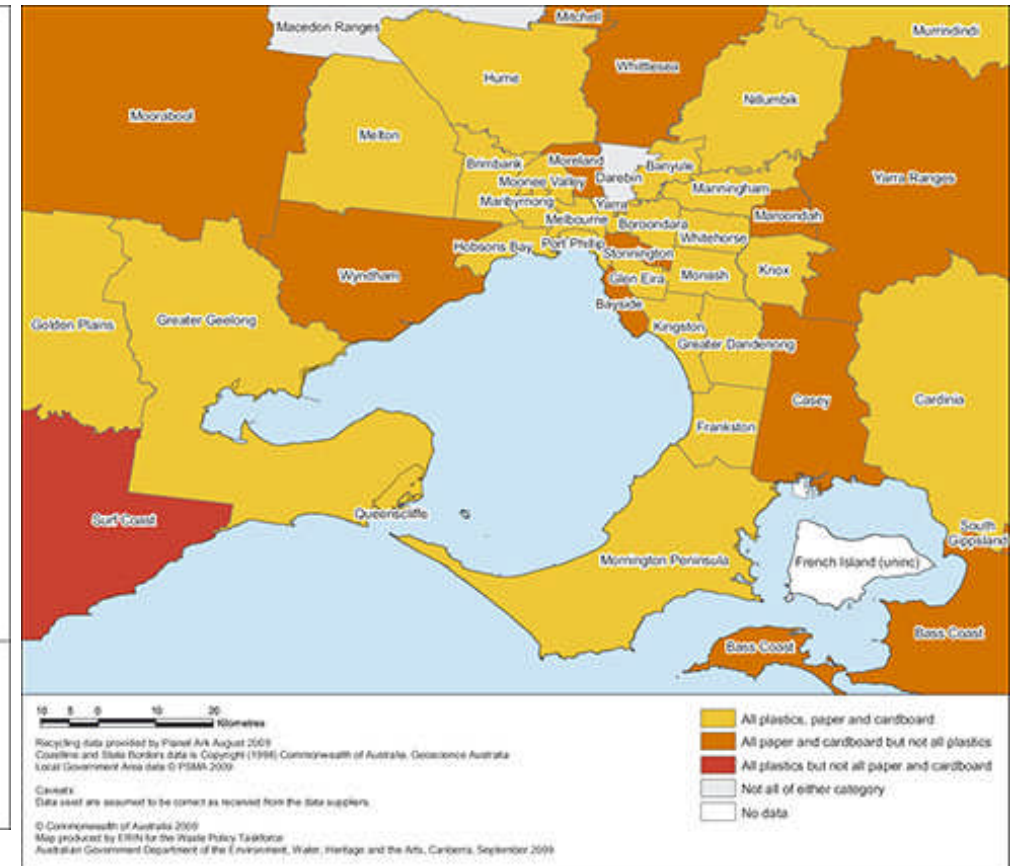 Mitchell
Macedon Ranges
Murrindindi
Whittlesea
Hume
Nillumbik
Moorabool
Melton
Brimbank
Moreland
Banyule
Moonee Valley
Darebin
Yarra Ranges
Manningham
Maribyrnong
Yarra
Melbourne
Maroondah
Boroondara
Whitehorse
Hobsons Bay
Port Phillip
Stonnington
Wyndham
Glen Eira
Monash
Knox
Bayside
Golden Plains
Greater Geelong
Kingston
Greater Dandenong
Casey
Cardinia
Frankston
Surf Coast
Queenscliffe
South
Gippsland
Mornington Peninsula
French Island (uninc)
Bass Coast
Bass Coast
10 5 0 10 20
Kilometres
Recycling data provided by Planet Ark August 2009
Coastline and State Borders data is Copyright (1998) Commonwealth of Australia, Geoscience Australia
Local Government Area data © PSMA 2009
Caveats:
Data used are assumed to be correct as received from the data suppliers.
© Commonwealth of Australia 2009
Map produced by ERIN for the Waste Policy Taskforce
Australian Government Department of the Environment, Water, Heritage and the Arts, Canberra, September 2009
All plastics, paper and cardboard
All paper and cardboard but not all plastics
All plastics but not all paper and cardboard
Not all of either category
No data